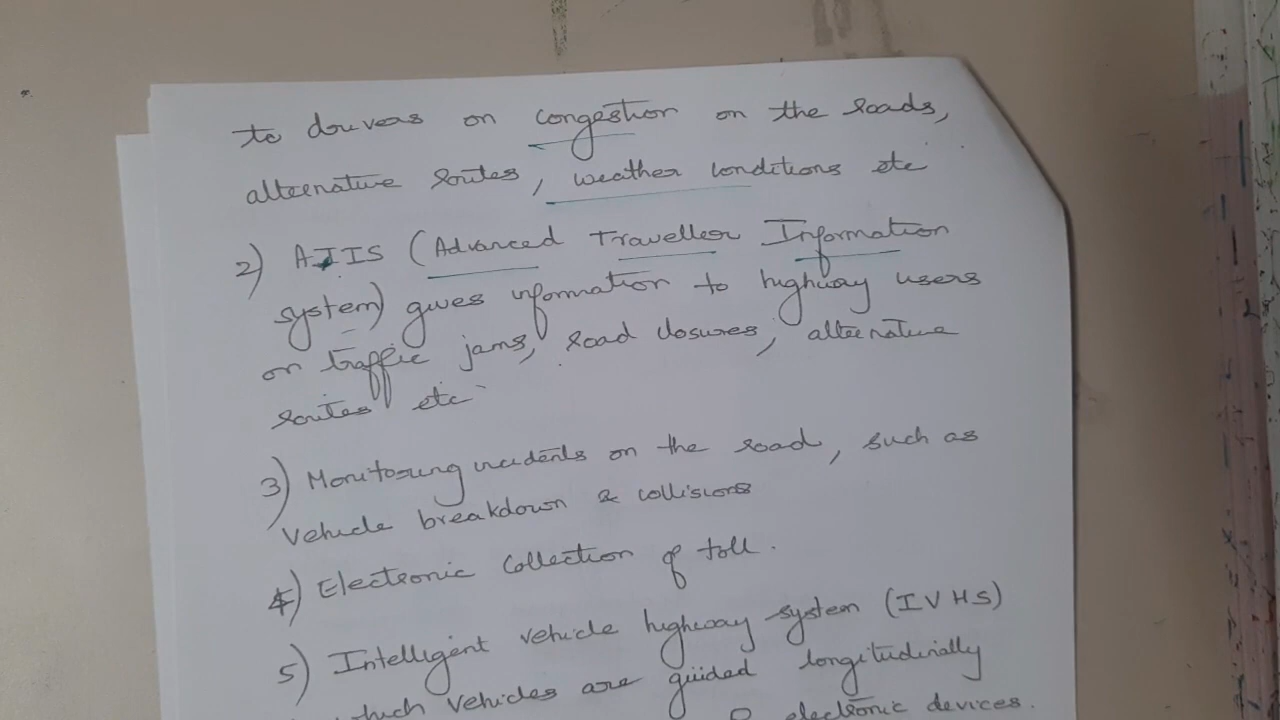 to drivers on congestion on the roads,
alternative routes, weather conditions etc
2) ATIS (Advanced Traveller Information
system) gives information to highway users
on traffic jams, road closures, alternative
routes etc
3) Monitoring incidents on the road, such as
Vehicle breakdown & collisions
4) Electronic Collection of toll.
5) Intelligent vehicle highway system (IVHS)
which vehicles are guided longitudinally
electronic devices.